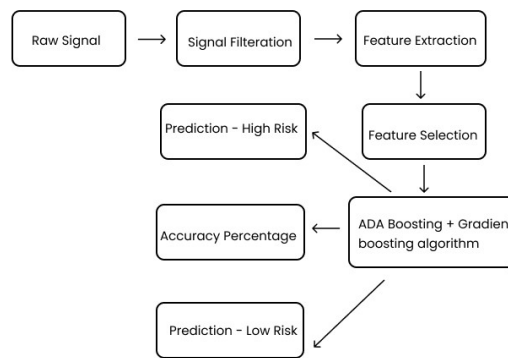 Raw Signal
Signal Filteration
Feature Extraction
Prediction - High Risk
Feature Selection
ADA Boosting + Gradien
boosting algorithm
Accuracy Percentage
Prediction - Low Risk